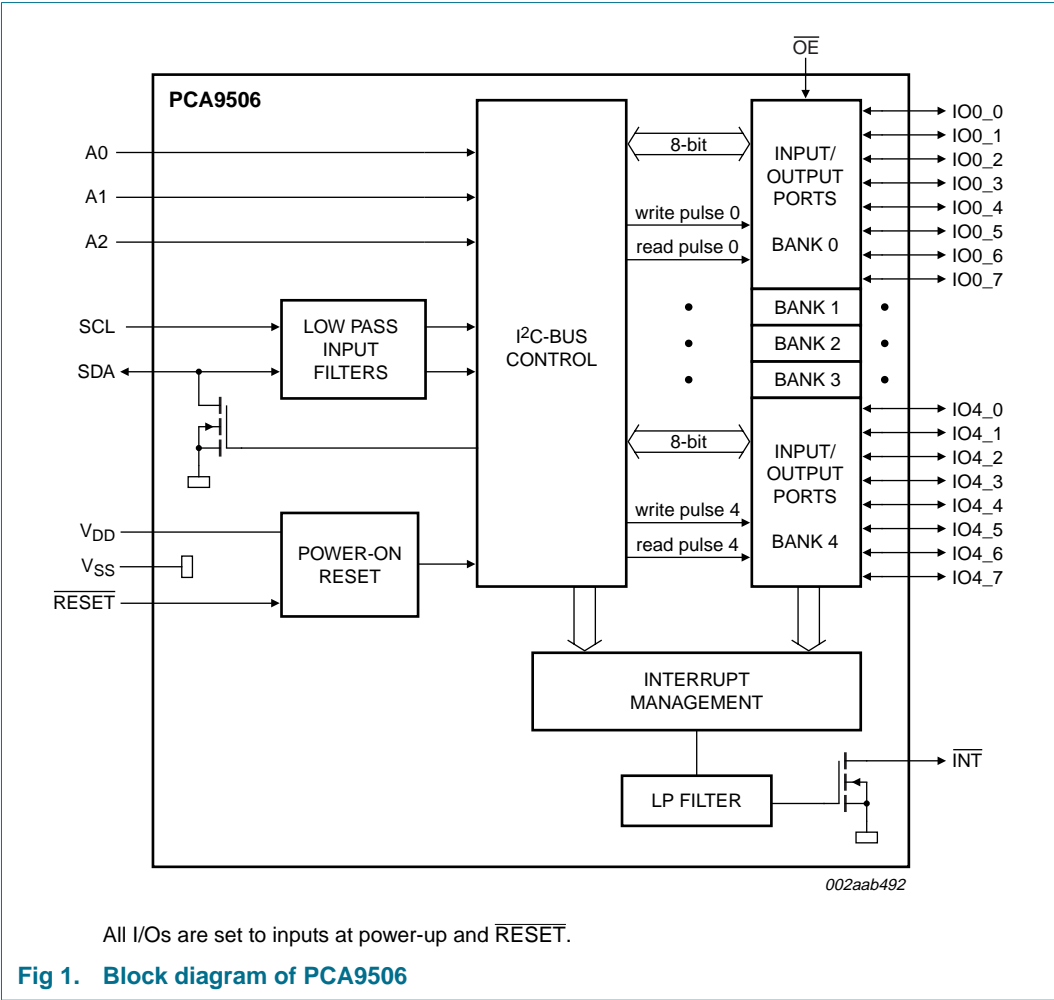 OE
PCA9506
A0
A1
A2
SCL
SDA
LOW PASS
INPUT
FILTERS
VDD
VSS
RESET
POWER-ON
RESET
I2C-BUS
CONTROL
8-bit
write pulse 0
read pulse 0
8-bit
write pulse 4
read pulse 4
INPUT/
OUTPUT
PORTS
BANK 0
BANK 1
BANK 2
BANK 3
INPUT/
OUTPUT
PORTS
BANK 4
IO0_0
IO0_1
IO0_2
IO0_3
IO0_4
IO0_5
IO0_6
IO0_7
IO4_0
IO4_1
IO4_2
IO4_3
IO4_4
IO4_5
IO4_6
IO4_7
INTERRUPT
MANAGEMENT
LP FILTER
INT
002aab492
All I/Os are set to inputs at power-up and RESET.
Fig 1. Block diagram of PCA9506